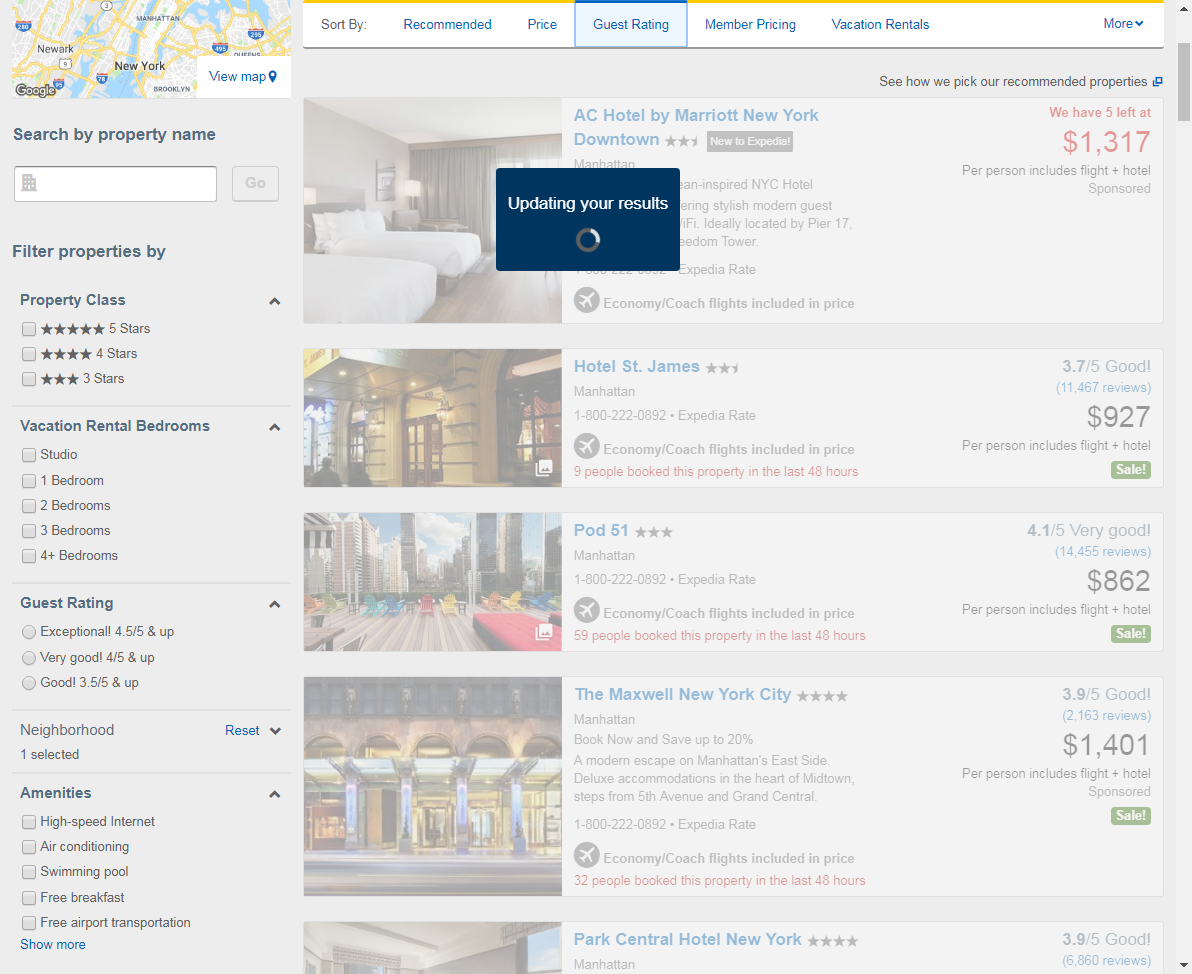 MANHATTAN
3
280
495
295
QUEENS
Newark
9
New York
78
95
BROOKLYN
Google
View map
Search by property name
Go
Filter properties by
Property Class
5 Stars
4 Stars
3 Stars
Vacation Rental Bedrooms
Studio
1 Bedroom
2 Bedrooms
3 Bedrooms
4+ Bedrooms
Guest Rating
Exceptional! 4.5/5 & up
Very good! 4/5 & up
Good! 3.5/5 & up
Neighborhood Reset
1 selected
Amenities
High-speed Internet
Air conditioning
Swimming pool
Free breakfast
Free airport transportation
Show more
Sort By: Recommended Price Guest Rating Member Pricing Vacation Rentals More
See how we pick our recommended properties
AC Hotel by Marriott New York
Downtown New to Expedia!
Manhattan
ean-inspired NYC Hotel
ering stylish modern guest
/iFi. Ideally located by Pier 17,
eedom Tower.
1-800-222-0892 • Expedia Rate
Economy/Coach flights included in price
We have 5 left at
$1,317
Per person includes flight + hotel
Sponsored
Updating your results
Hotel St. James
Manhattan
1-800-222-0892 • Expedia Rate
Economy/Coach flights included in price
9 people booked this property in the last 48 hours
3.7/5 Good!
(11,467 reviews)
$927
Per person includes flight + hotel
Sale!
Pod 51
Manhattan
1-800-222-0892 • Expedia Rate
Economy/Coach flights included in price
59 people booked this property in the last 48 hours
4.1/5 Very good!
(14,455 reviews)
$862
Per person includes flight + hotel
Sale!
The Maxwell New York City
Manhattan
Book Now and Save up to 20%
A modern escape on Manhattan's East Side.
Deluxe accommodations in the heart of Midtown,
steps from 5th Avenue and Grand Central.
1-800-222-0892 • Expedia Rate
Economy/Coach flights included in price
32 people booked this property in the last 48 hours
3.9/5 Good!
(2,163 reviews)
$1,401
Per person includes flight + hotel
Sponsored
Sale!
Park Central Hotel New York
Manhattan
3.9/5 Good!
(6,860 reviews)